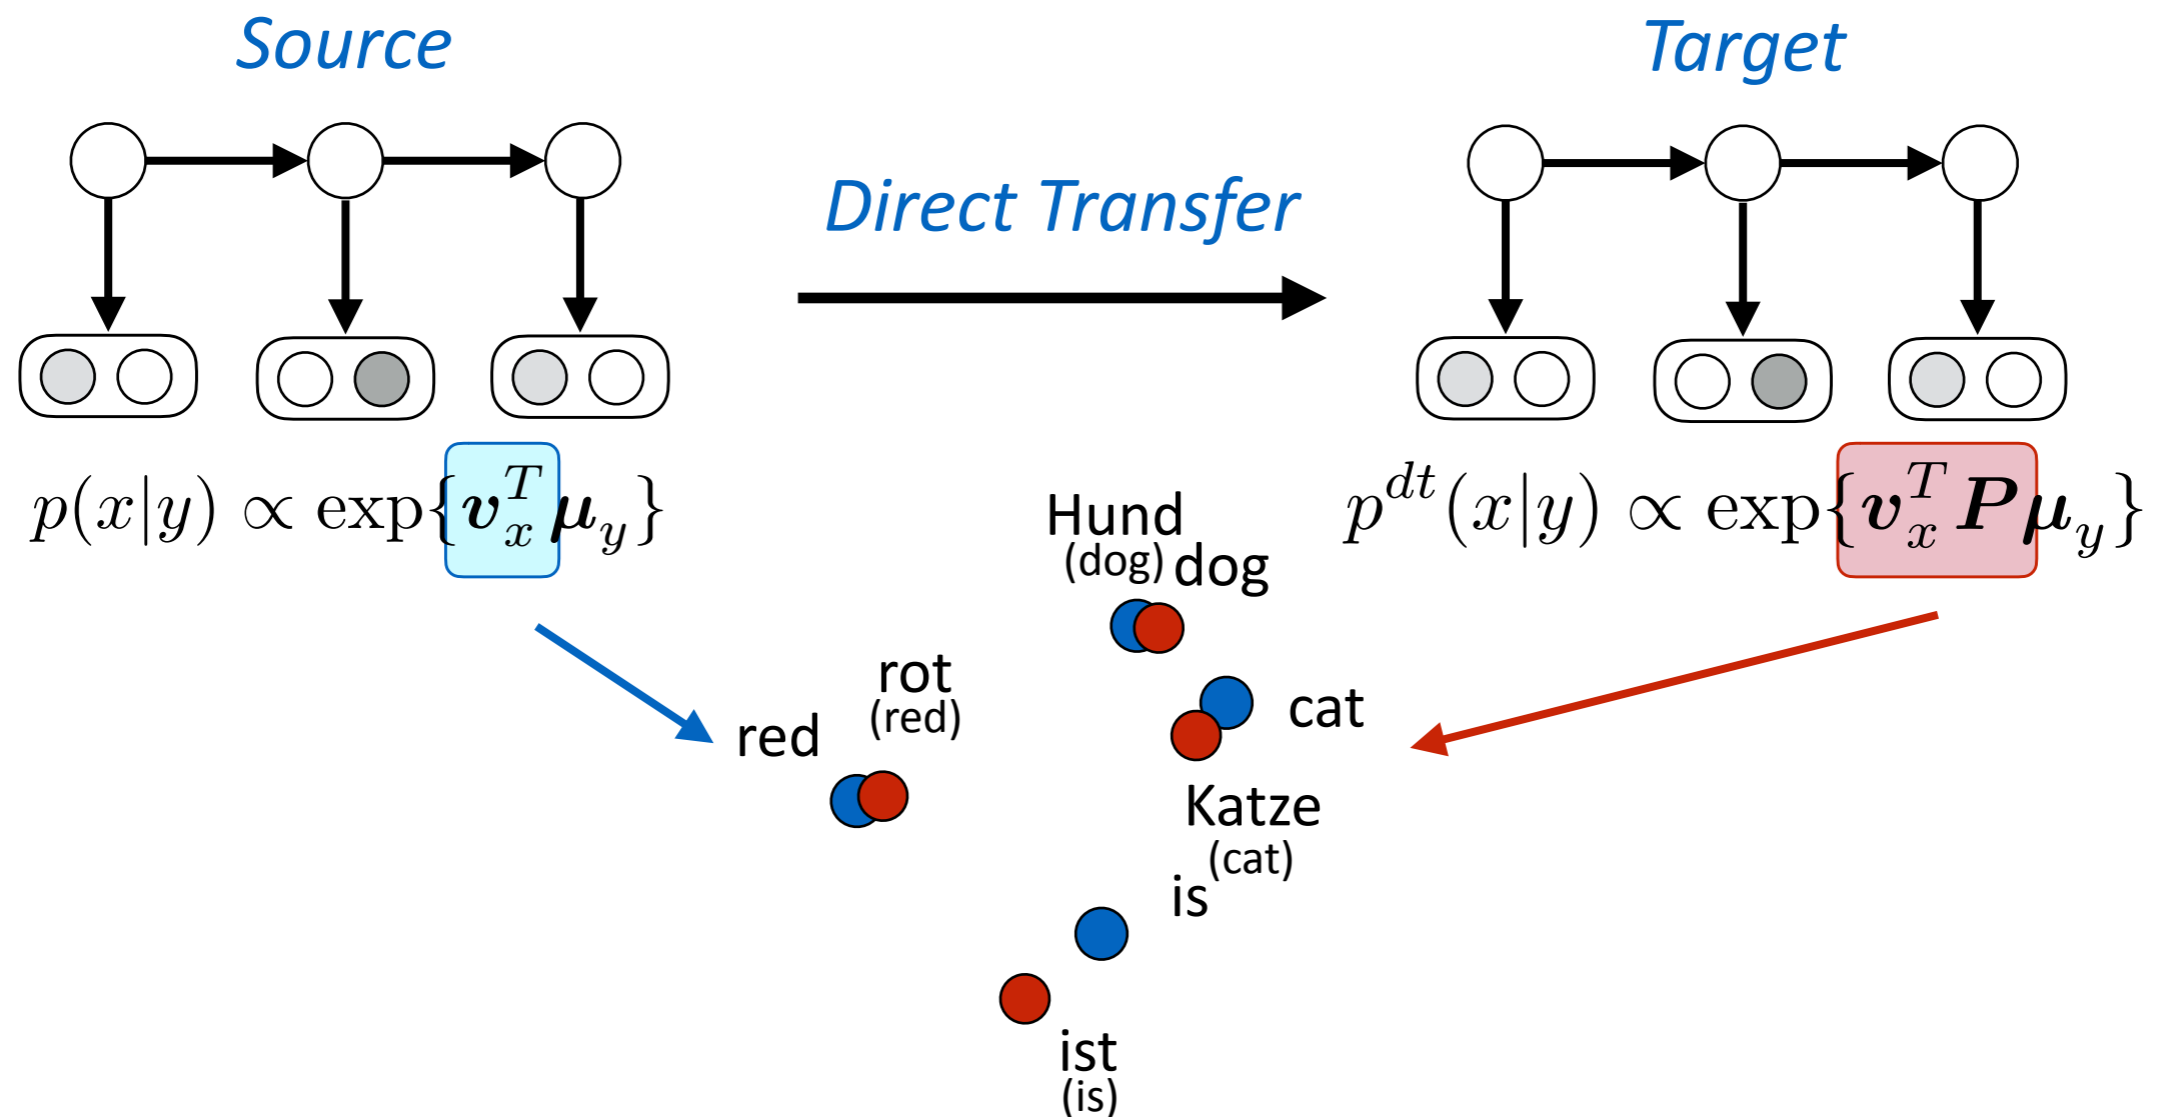 Source
Target
Direct Transfer
p(x|y) ∝ exp{v_x^T μ_y}
p^{dt}(x|y) ∝ exp{v_x^T P μ_y}
Hund
(dog)
dog
rot
(red)
red
cat
Katze
(cat)
is
ist
(is)